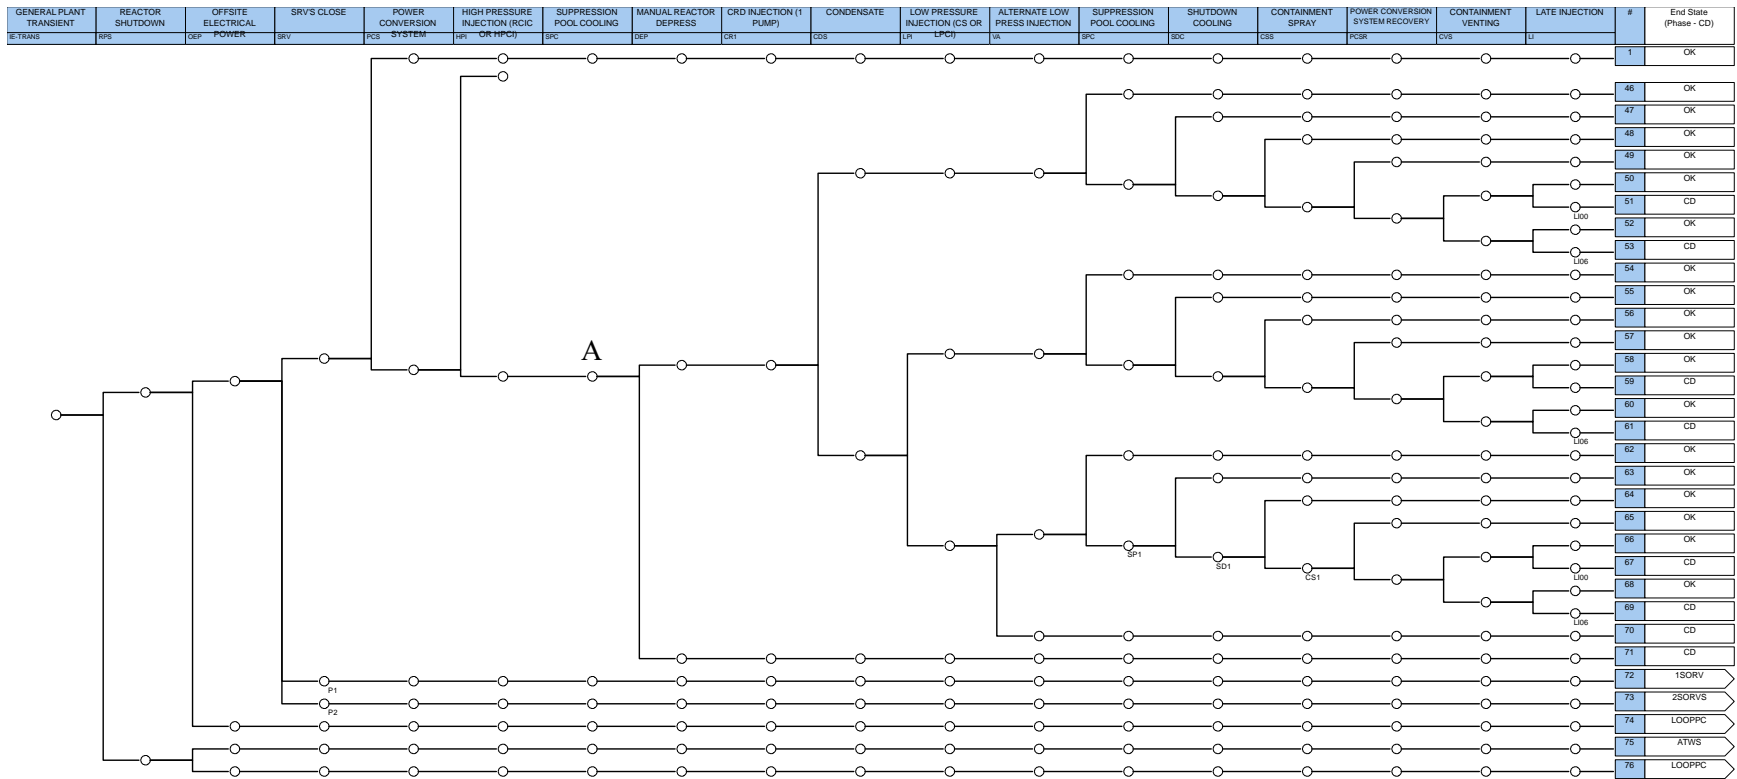 GENERAL PLANT TRANSIENT
REACTOR SHUTDOWN
OFFSITE ELECTRICAL POWER
SRV'S CLOSE
POWER CONVERSION SYSTEM
HIGH PRESSURE INJECTION (RCIC OR HPCI)
SUPPRESSION POOL COOLING
MANUAL REACTOR DEPRESS
CRD INJECTION (1 PUMP)
CONDENSATE
LOW PRESSURE INJECTION (CS OR LPCI)
ALTERNATE LOW PRESS INJECTION
SUPPRESSION POOL COOLING
SHUTDOWN COOLING
CONTAINMENT SPRAY
POWER CONVERSION SYSTEM RECOVERY
CONTAINMENT VENTING
LATE INJECTION
#
End State (Phase - CD)
IE-TRANS
RPS
OEP
SRV
PCS
HPI
SPC
DEP
CR1
CDS
LPI
VA
SPC
SDC
CSS
PCSR
CVS
LI
1 OK
46 OK
47 OK
48 OK
49 OK
50 OK
51 CD
LI00
52 OK
53 CD
LI06
54 OK
55 OK
56 OK
57 OK
A
58 OK
59 CD
60 OK
61 CD
LI06
62 OK
63 OK
64 OK
65 OK
66 OK
SP1
67 CD
SD1
CS1
LI00
68 OK
69 CD
LI06
70 CD
71 CD
72 1SORV
P1
73 2SORVS
P2
74 LOOPPC
75 ATWS
76 LOOPPC